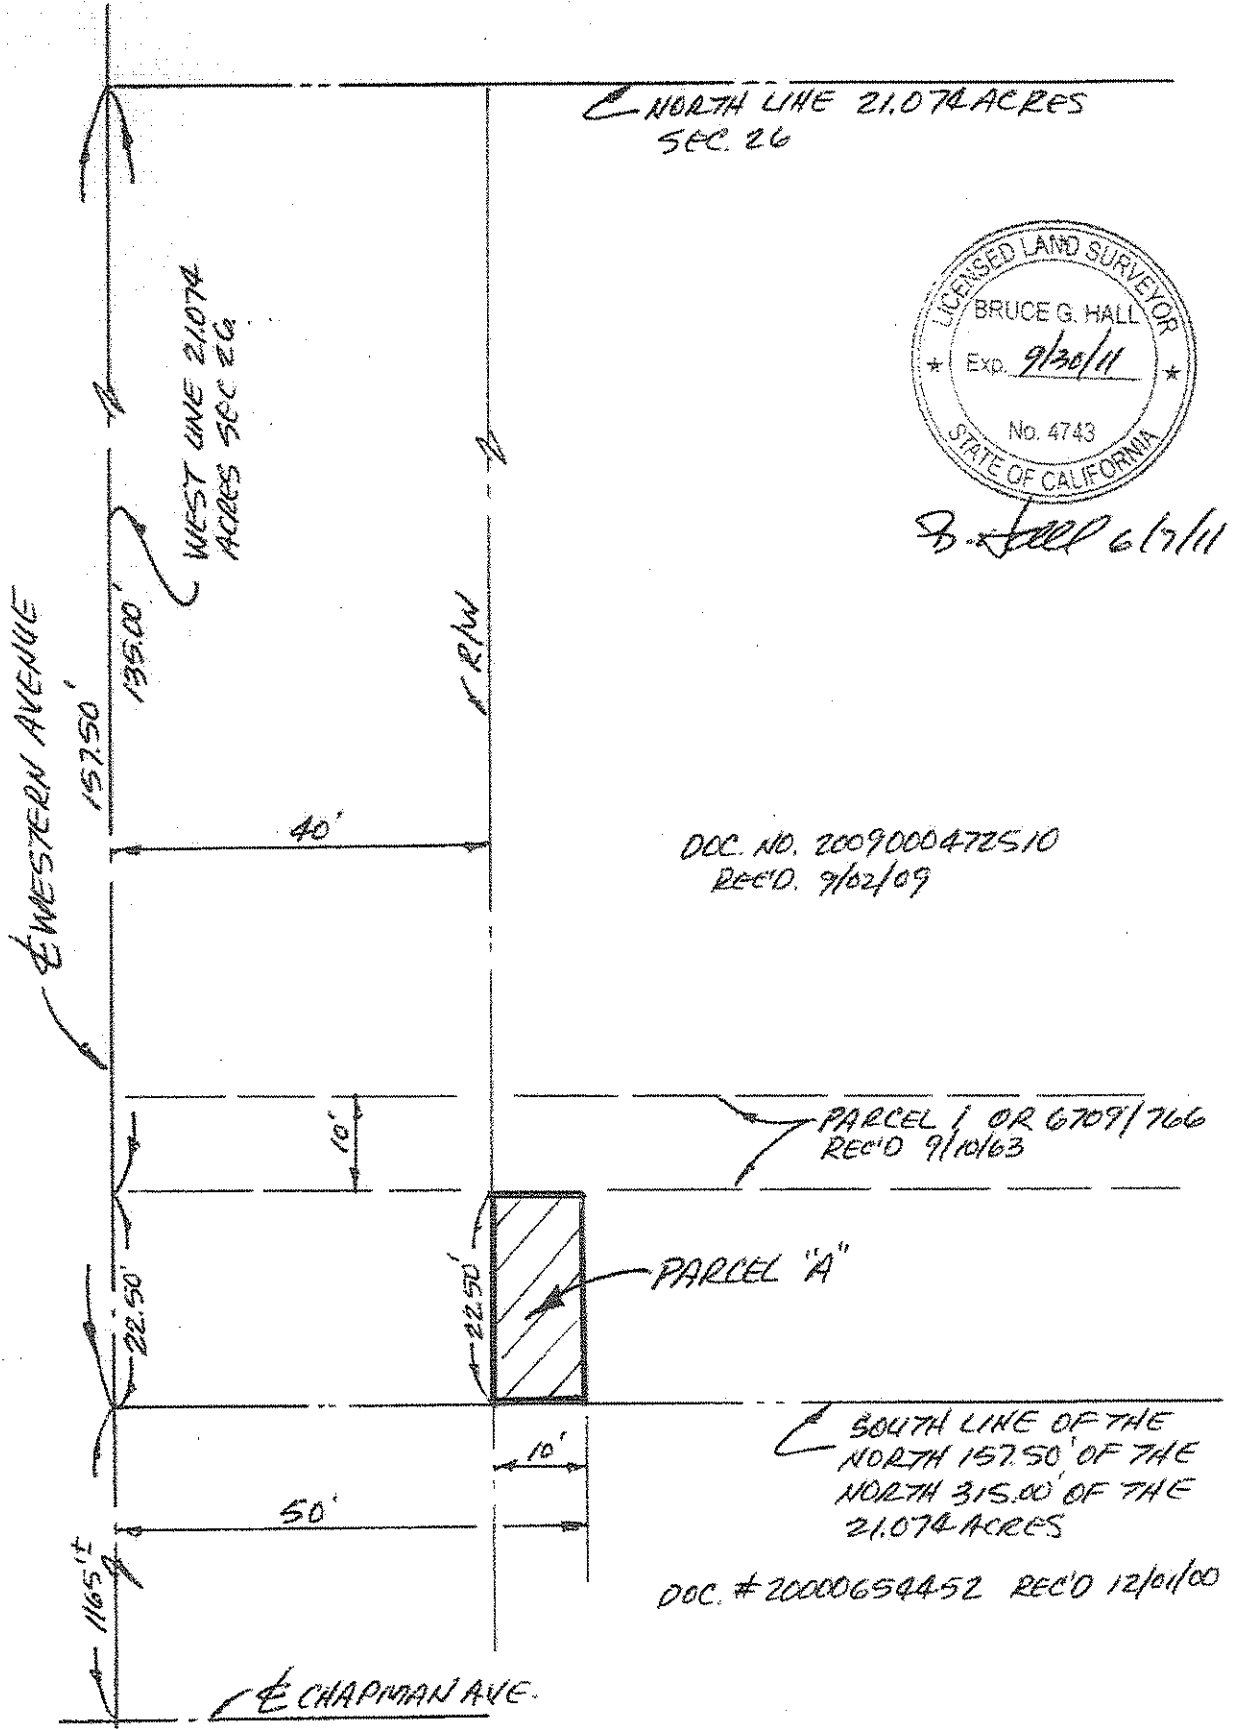 NORTH LINE 21.074 ACRES
SEC. 26
WEST LINE 21.074
ACRES SEC 26
LICENSED LAND SURVEYOR
BRUCE G. HALL
Exp. 9/30/11
No. 4743
STATE OF CALIFORNIA
B. Hall 6/7/11
℄ WESTERN AVENUE
157.50'
135.00'
R/W
40'
DOC. NO. 2009000472510
REC'D. 9/02/09
10'
PARCEL 1 OR 6709/766
REC'D 9/10/63
22.50'
22.50'
PARCEL "A"
SOUTH LINE OF THE
NORTH 157.50' OF THE
NORTH 315.00' OF THE
21.074 ACRES
10'
50'
1165'±
DOC. #20000654452 REC'D 12/01/00
℄ CHAPMAN AVE.